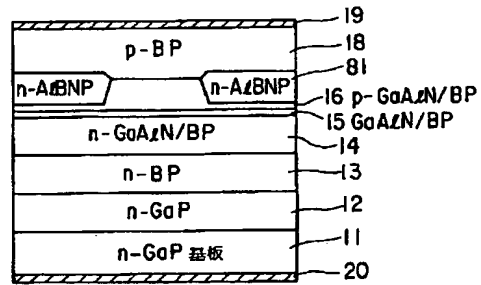 19
p-BP 18
n-AlBNP n-AlBNP 81
16 p-GaAlN/BP
15 GaAlN/BP
n-GaAlN/BP 14
n-BP 13
n-GaP 12
n-GaP 基板 11
20